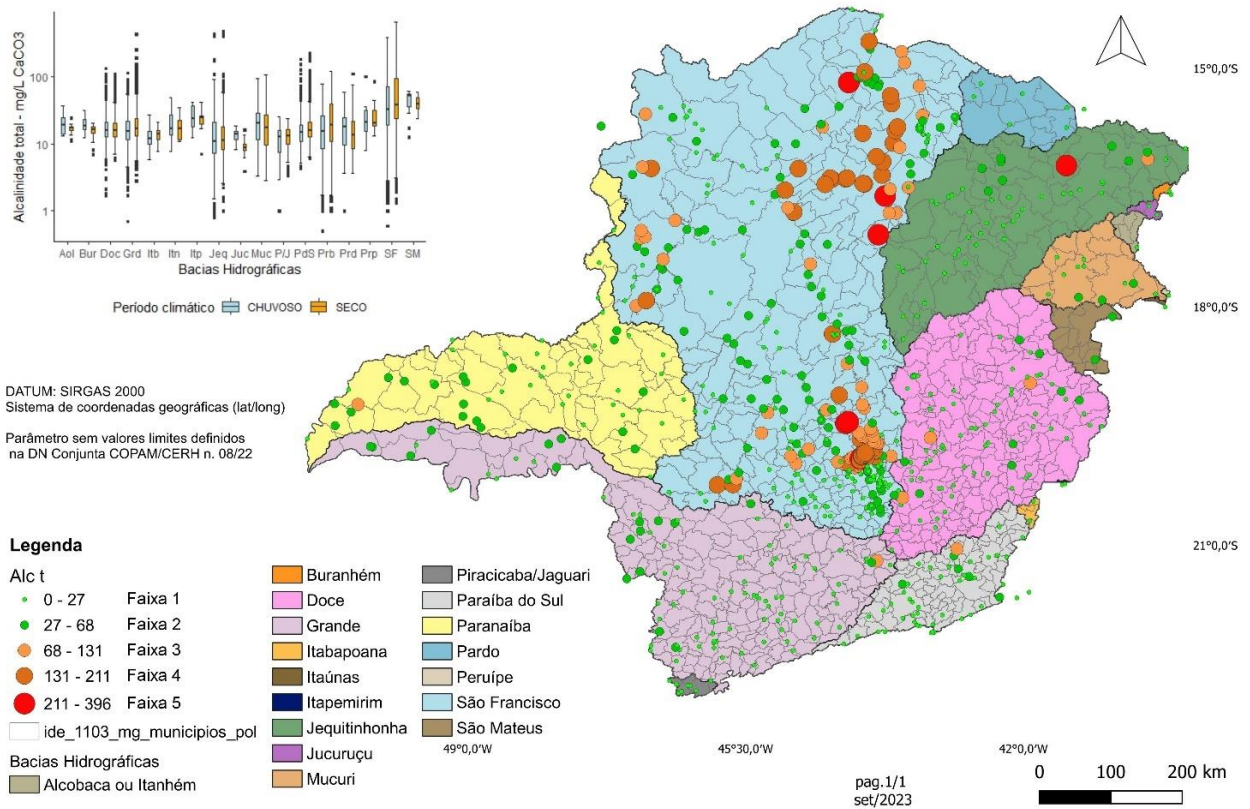 Alcalinidade total - mg/L CaCO3
100
10
1
Aol Bur Doc Grd Itb Itn Itp Jeq Juc Muc P/J PdS Prb Prd Prp SF SM
Bacias Hidrográficas
Período climático CHUVOSO SECO
15°0,0'S
18°0,0'S
21°0,0'S
DATUM: SIRGAS 2000
Sistema de coordenadas geográficas (lat/long)
Parâmetro sem valores limites definidos
na DN Conjunta COPAM/CERH n. 08/22
Legenda
Alc t
0 - 27 Faixa 1
27 - 68 Faixa 2
68 - 131 Faixa 3
131 - 211 Faixa 4
211 - 396 Faixa 5
ide_1103_mg_municipios_pol
Bacias Hidrográficas
Alcobaca ou Itanhém
Buranhém
Doce
Grande
Itabapoana
Itaúnas
Itapemirim
Jequitinhonha
Jucuruçu
Mucuri
Piracicaba/Jaguari
Paraíba do Sul
Paranaíba
Pardo
Peruípe
São Francisco
São Mateus
49°0,0'W
45°30,0'W
42°0,0'W
pag.1/1
set/2023
0 100 200 km